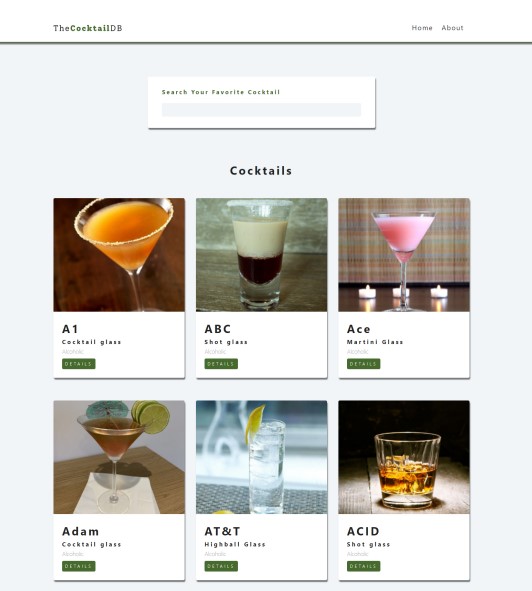 TheCocktailDB
Home About
Search Your Favorite Cocktail
Cocktails
A1
Cocktail glass
Alcoholic
DETAILS
ABC
Shot glass
Alcoholic
DETAILS
Ace
Martini Glass
Alcoholic
DETAILS
Adam
Cocktail glass
Alcoholic
DETAILS
AT&T
Highball Glass
Alcoholic
DETAILS
ACID
Shot glass
Alcoholic
DETAILS